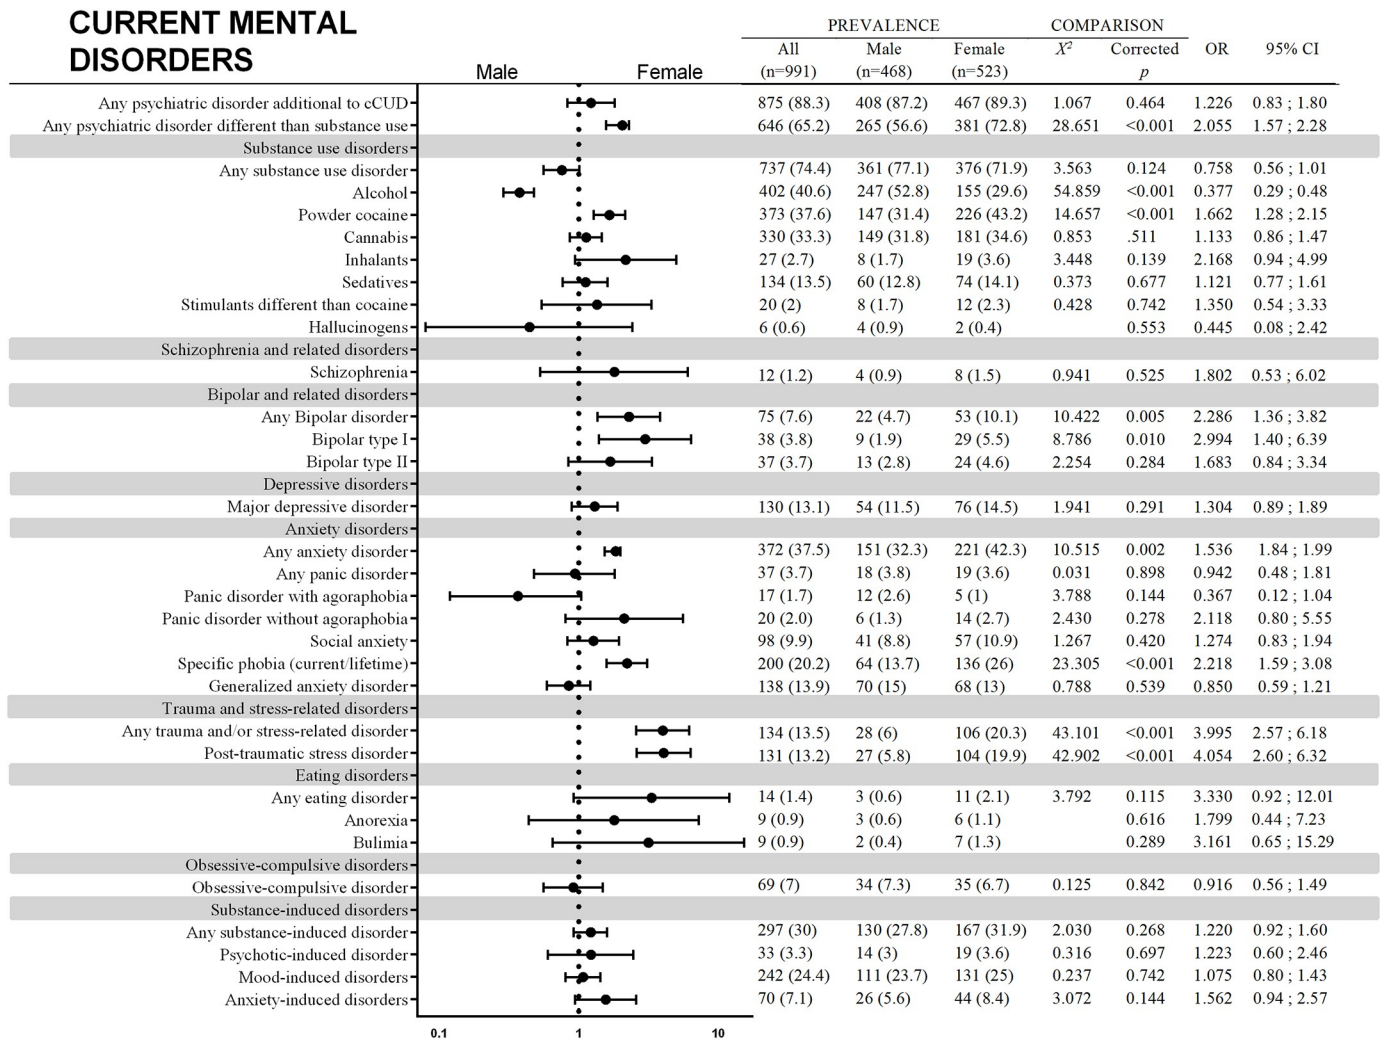 CURRENT MENTAL
DISORDERS
Male Female
PREVALENCE COMPARISON
All Male Female X² Corrected OR 95% CI
(n=991) (n=468) (n=523) p
Any psychiatric disorder additional to cCUD 875 (88.3) 408 (87.2) 467 (89.3) 1.067 0.464 1.226 0.83 ; 1.80
Any psychiatric disorder different than substance use 646 (65.2) 265 (56.6) 381 (72.8) 28.651 <0.001 2.055 1.57 ; 2.28
Substance use disorders
Any substance use disorder 737 (74.4) 361 (77.1) 376 (71.9) 3.563 0.124 0.758 0.56 ; 1.01
Alcohol 402 (40.6) 247 (52.8) 155 (29.6) 54.859 <0.001 0.377 0.29 ; 0.48
Powder cocaine 373 (37.6) 147 (31.4) 226 (43.2) 14.657 <0.001 1.662 1.28 ; 2.15
Cannabis 330 (33.3) 149 (31.8) 181 (34.6) 0.853 .511 1.133 0.86 ; 1.47
Inhalants 27 (2.7) 8 (1.7) 19 (3.6) 3.448 0.139 2.168 0.94 ; 4.99
Sedatives 134 (13.5) 60 (12.8) 74 (14.1) 0.373 0.677 1.121 0.77 ; 1.61
Stimulants different than cocaine 20 (2) 8 (1.7) 12 (2.3) 0.428 0.742 1.350 0.54 ; 3.33
Hallucinogens 6 (0.6) 4 (0.9) 2 (0.4) 0.553 0.445 0.08 ; 2.42
Schizophrenia and related disorders
Schizophrenia 12 (1.2) 4 (0.9) 8 (1.5) 0.941 0.525 1.802 0.53 ; 6.02
Bipolar and related disorders
Any Bipolar disorder 75 (7.6) 22 (4.7) 53 (10.1) 10.422 0.005 2.286 1.36 ; 3.82
Bipolar type I 38 (3.8) 9 (1.9) 29 (5.5) 8.786 0.010 2.994 1.40 ; 6.39
Bipolar type II 37 (3.7) 13 (2.8) 24 (4.6) 2.254 0.284 1.683 0.84 ; 3.34
Depressive disorders
Major depressive disorder 130 (13.1) 54 (11.5) 76 (14.5) 1.941 0.291 1.304 0.89 ; 1.89
Anxiety disorders
Any anxiety disorder 372 (37.5) 151 (32.3) 221 (42.3) 10.515 0.002 1.536 1.84 ; 1.99
Any panic disorder 37 (3.7) 18 (3.8) 19 (3.6) 0.031 0.898 0.942 0.48 ; 1.81
Panic disorder with agoraphobia 17 (1.7) 12 (2.6) 5 (1) 3.788 0.144 0.367 0.12 ; 1.04
Panic disorder without agoraphobia 20 (2.0) 6 (1.3) 14 (2.7) 2.430 0.278 2.118 0.80 ; 5.55
Social anxiety 98 (9.9) 41 (8.8) 57 (10.9) 1.267 0.420 1.274 0.83 ; 1.94
Specific phobia (current/lifetime) 200 (20.2) 64 (13.7) 136 (26) 23.305 <0.001 2.218 1.59 ; 3.08
Generalized anxiety disorder 138 (13.9) 70 (15) 68 (13) 0.788 0.539 0.850 0.59 ; 1.21
Trauma and stress-related disorders
Any trauma and/or stress-related disorder 134 (13.5) 28 (6) 106 (20.3) 43.101 <0.001 3.995 2.57 ; 6.18
Post-traumatic stress disorder 131 (13.2) 27 (5.8) 104 (19.9) 42.902 <0.001 4.054 2.60 ; 6.32
Eating disorders
Any eating disorder 14 (1.4) 3 (0.6) 11 (2.1) 3.792 0.115 3.330 0.92 ; 12.01
Anorexia 9 (0.9) 3 (0.6) 6 (1.1) 0.616 1.799 0.44 ; 7.23
Bulimia 9 (0.9) 2 (0.4) 7 (1.3) 0.289 3.161 0.65 ; 15.29
Obsessive-compulsive disorders
Obsessive-compulsive disorder 69 (7) 34 (7.3) 35 (6.7) 0.125 0.842 0.916 0.56 ; 1.49
Substance-induced disorders
Any substance-induced disorder 297 (30) 130 (27.8) 167 (31.9) 2.030 0.268 1.220 0.92 ; 1.60
Psychotic-induced disorder 33 (3.3) 14 (3) 19 (3.6) 0.316 0.697 1.223 0.60 ; 2.46
Mood-induced disorders 242 (24.4) 111 (23.7) 131 (25) 0.237 0.742 1.075 0.80 ; 1.43
Anxiety-induced disorders 70 (7.1) 26 (5.6) 44 (8.4) 3.072 0.144 1.562 0.94 ; 2.57
0.1 1 10